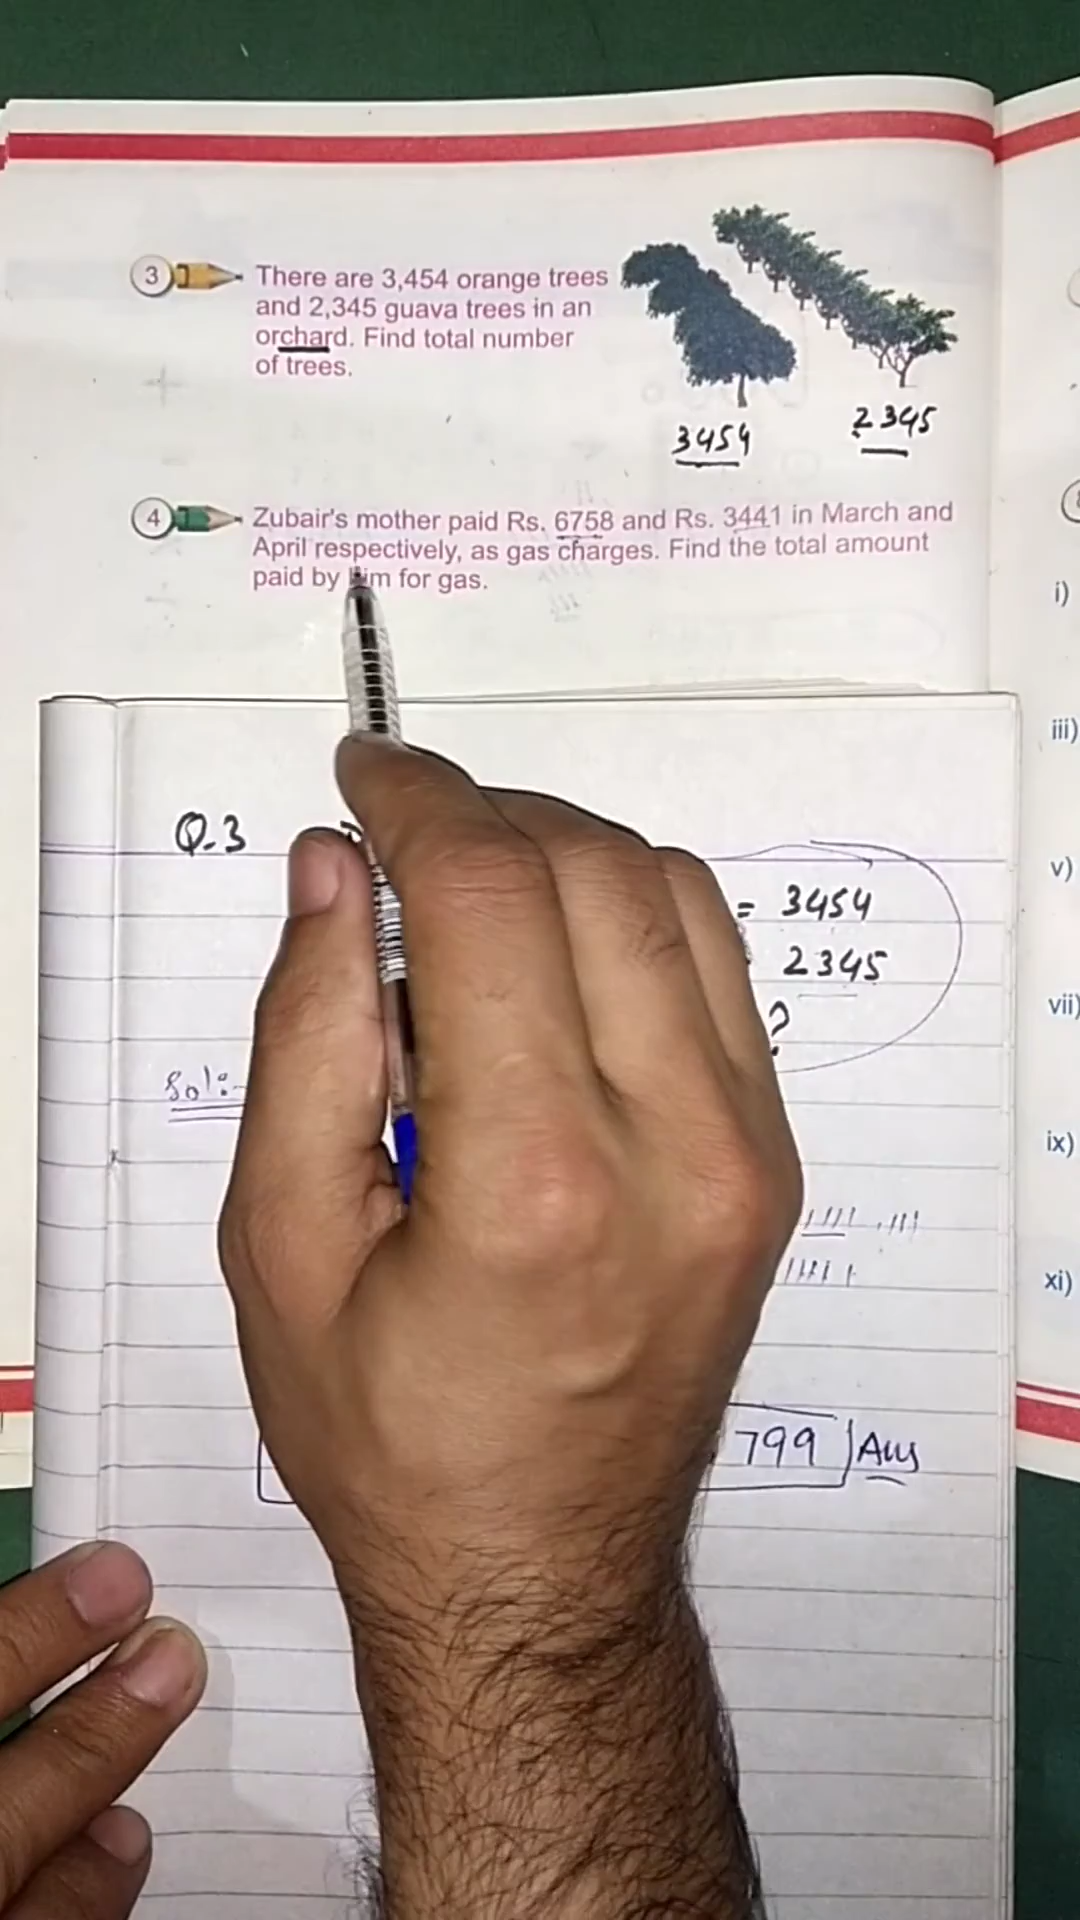 3
There are 3,454 orange trees
and 2,345 guava trees in an
orchard. Find total number
of trees.
3454
2345
4
Zubair's mother paid Rs. 6758 and Rs. 3441 in March and
April respectively, as gas charges. Find the total amount
paid by him for gas.
i)
iii)
v)
vii)
ix)
xi)
Q.3
= 3454
2345
?
Sol:-
799 Ans